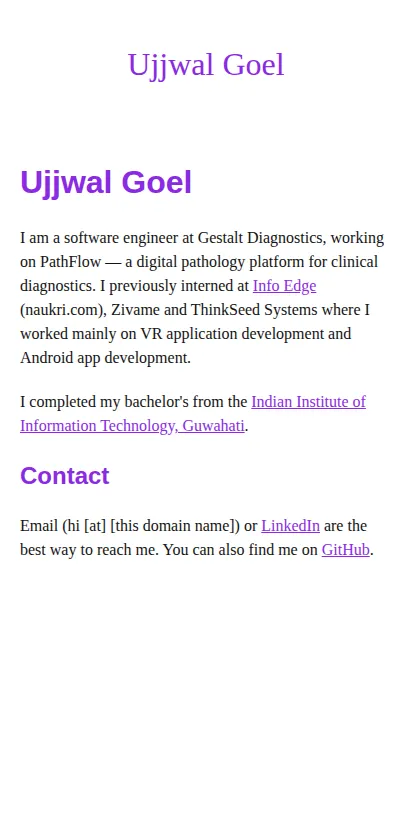 Ujjwal Goel
Ujjwal Goel
I am a software engineer at Gestalt Diagnostics, working
on PathFlow — a digital pathology platform for clinical
diagnostics. I previously interned at Info Edge
(naukri.com), Zivame and ThinkSeed Systems where I
worked mainly on VR application development and
Android app development.
I completed my bachelor's from the Indian Institute of
Information Technology, Guwahati.
Contact
Email (hi [at] [this domain name]) or LinkedIn are the
best way to reach me. You can also find me on GitHub.